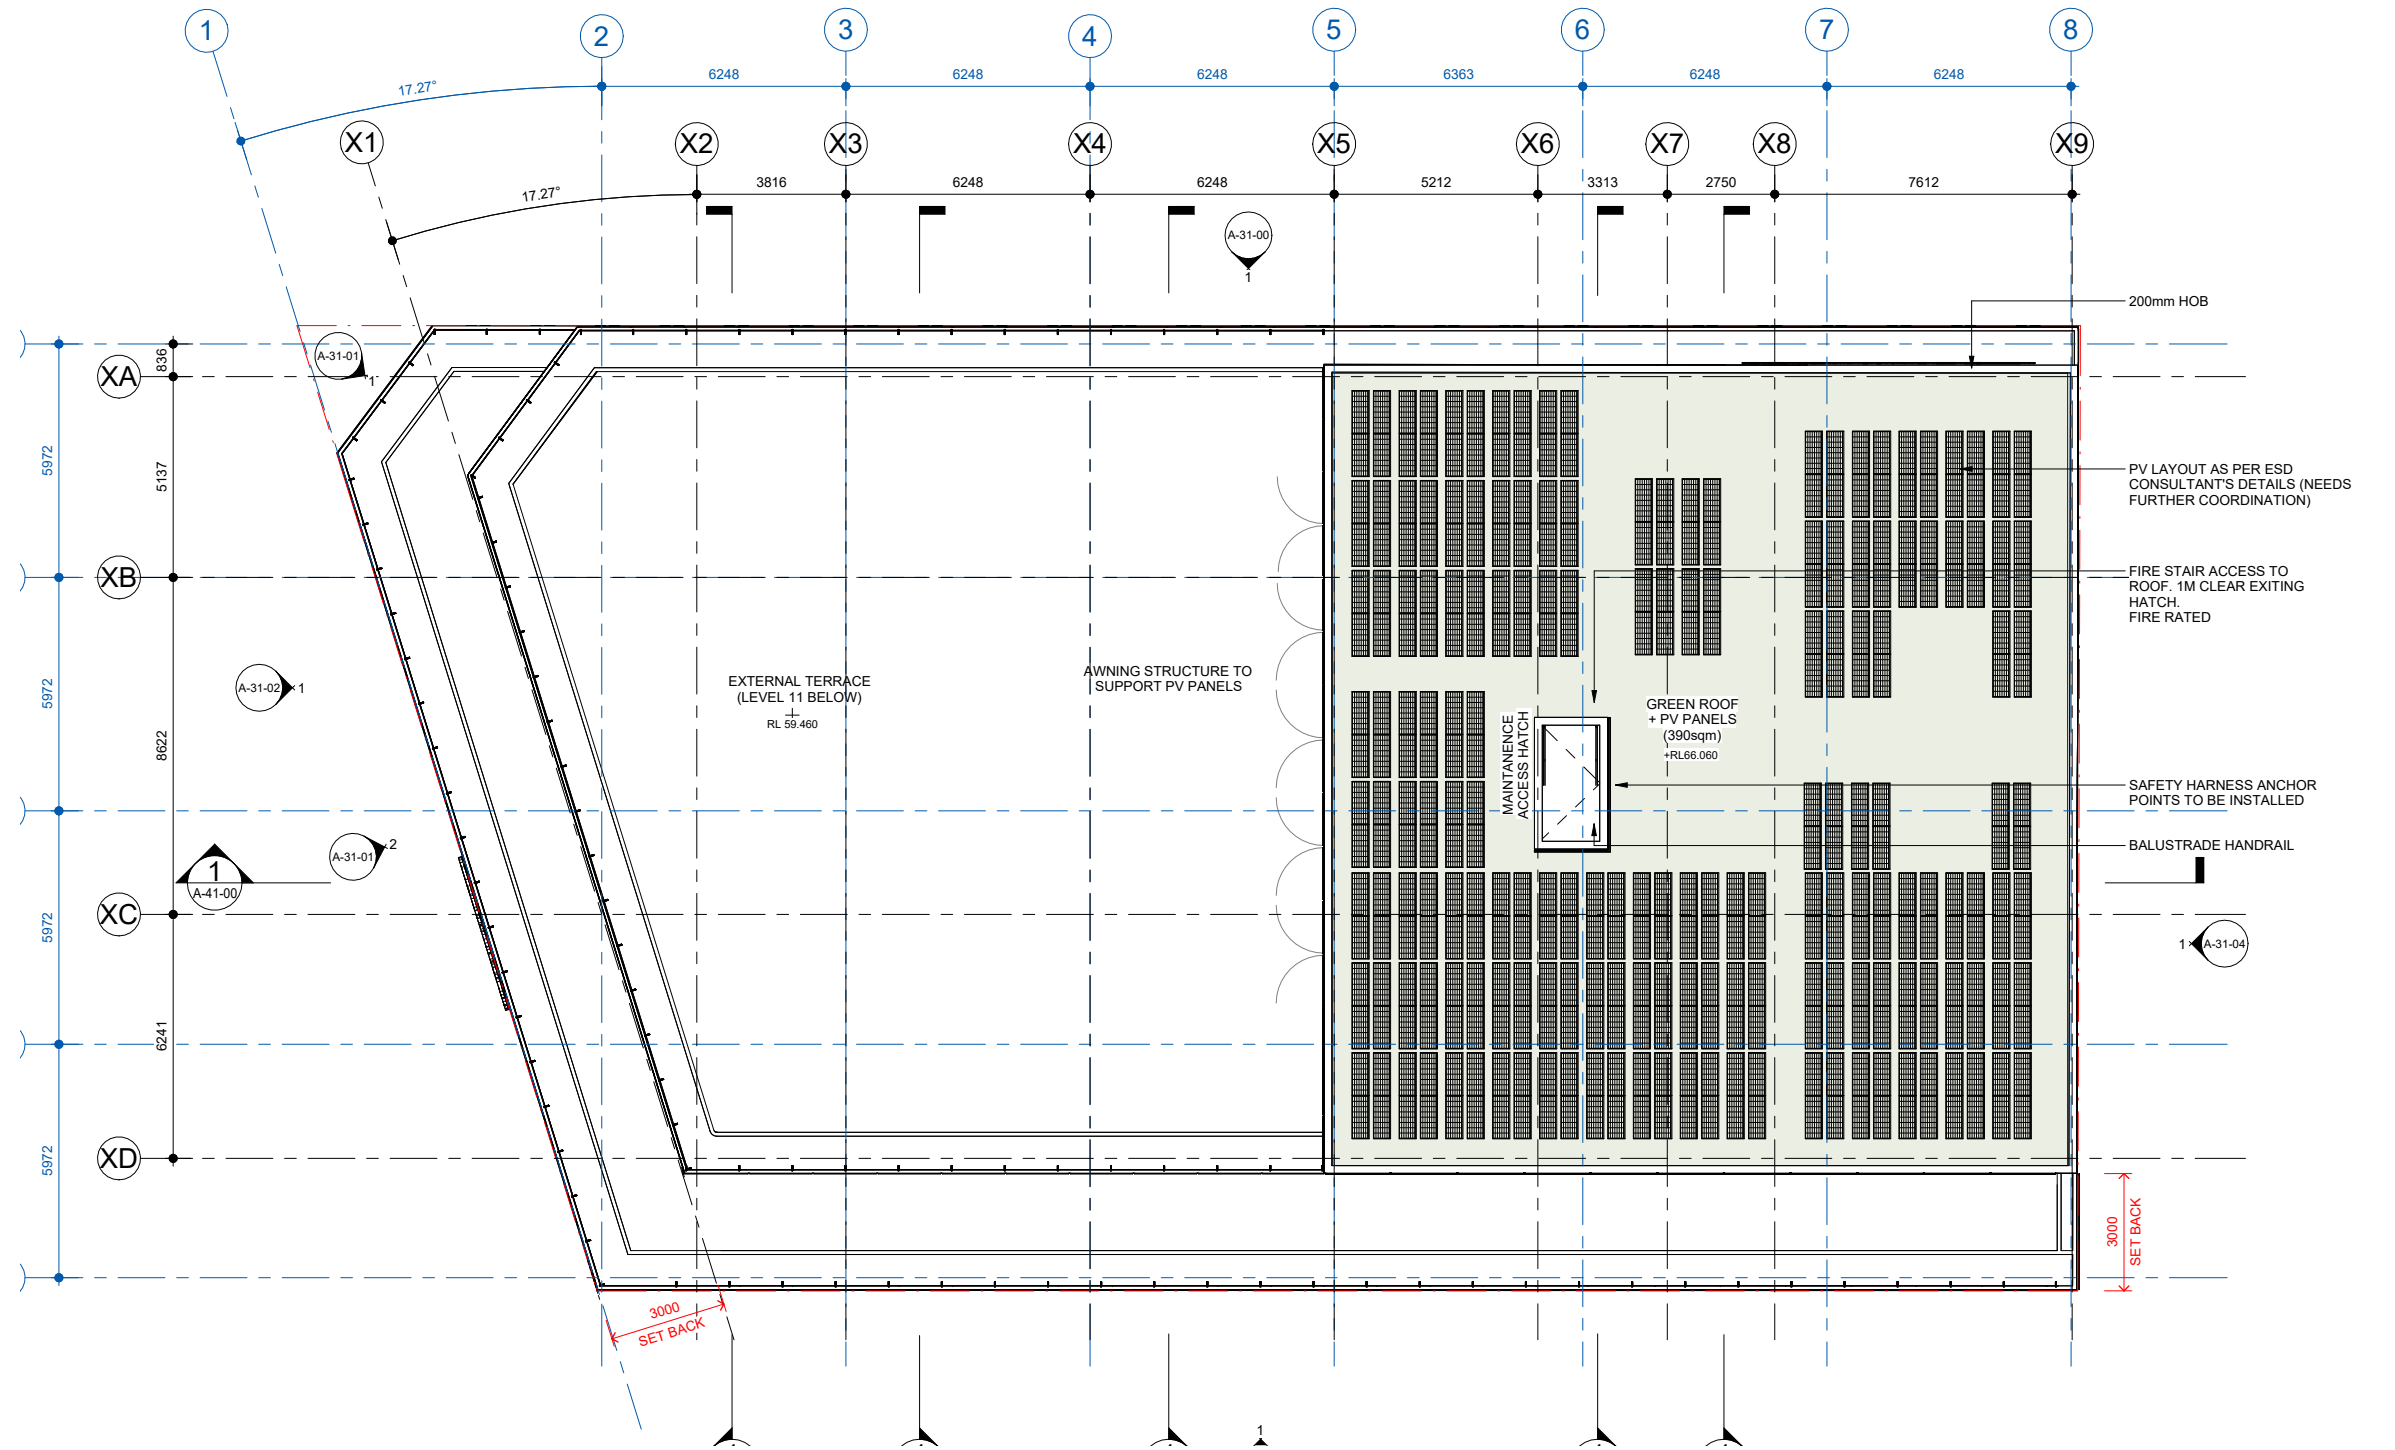 1
2
3
4
5
6
7
8
17.27°
6248
6248
6248
6363
6248
6248
X1
X2
X3
X4
X5
X6
X7
X8
X9
17.27°
3816
6248
6248
5212
3313
2750
7612
A-31-00
1
200mm HOB
A-31-01
1
836
XA
5972
5137
PV LAYOUT AS PER ESD
CONSULTANT'S DETAILS (NEEDS
FURTHER COORDINATION)
XB
FIRE STAIR ACCESS TO
ROOF. 1M CLEAR EXITING
HATCH.
FIRE RATED
A-31-02
1
5972
8622
EXTERNAL TERRACE
(LEVEL 11 BELOW)
RL 59.460
AWNING STRUCTURE TO
SUPPORT PV PANELS
MAINTANENCE
ACCESS HATCH
GREEN ROOF
+ PV PANELS
(390sqm)
+RL66.060
SAFETY HARNESS ANCHOR
POINTS TO BE INSTALLED
BALUSTRADE HANDRAIL
A-31-01
2
1
A-41-00
XC
5972
1
A-31-04
6241
XD
5972
3000
SET BACK
3000
SET BACK
1